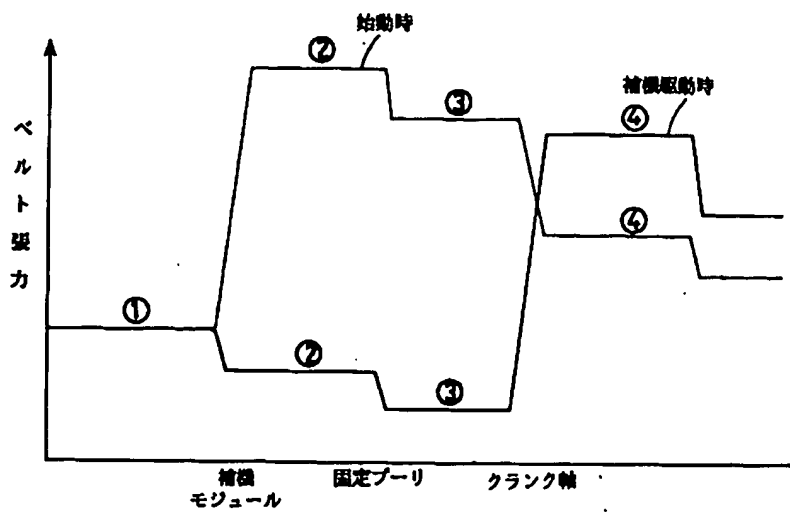 始動時
②
③
補機駆動時
④
ベルト張力
④
①
②
③
補機
モジュール
固定プーリ
クランク軸